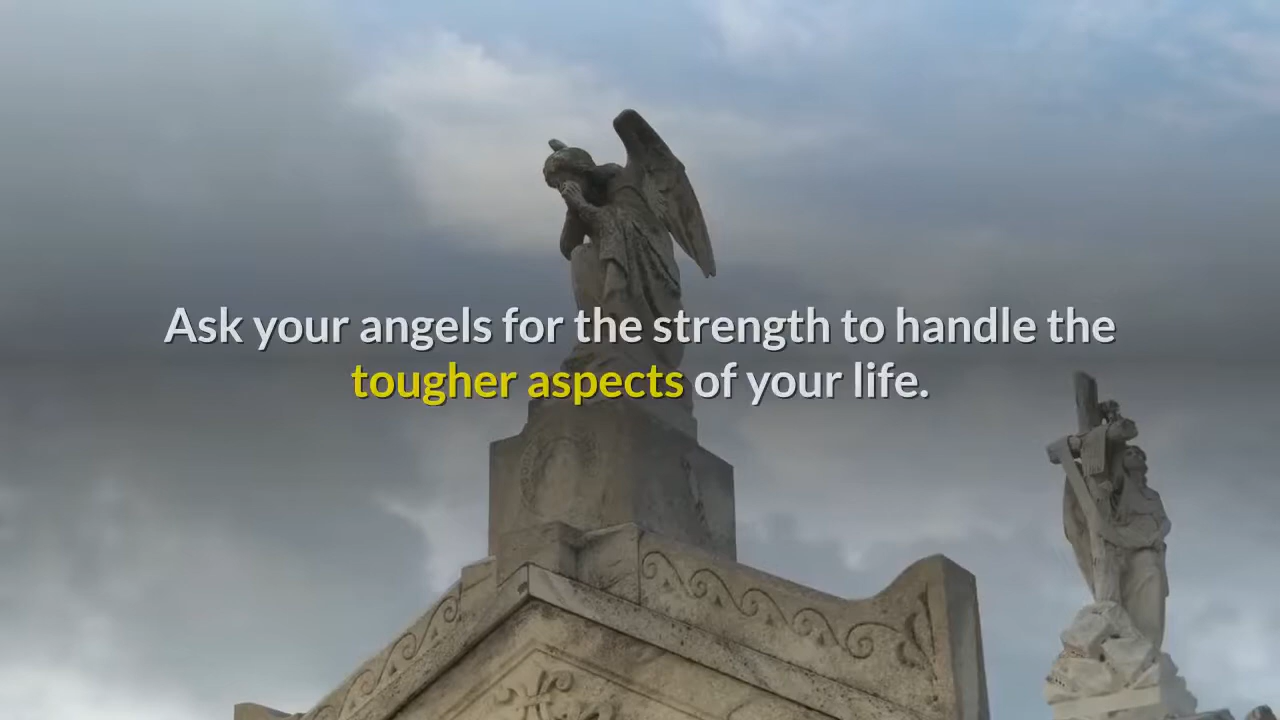 Ask your angels for the strength to handle the
tougher aspects of your life.